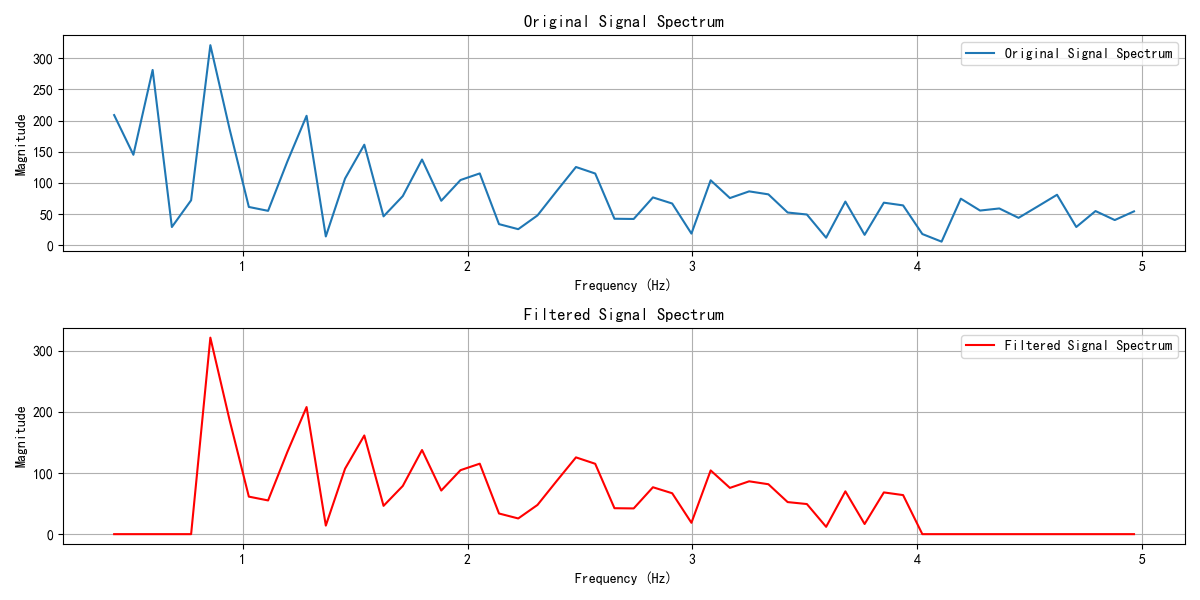 Original Signal Spectrum
Original Signal Spectrum
Magnitude
300
250
200
150
100
50
0
1
2
3
4
5
Frequency (Hz)
Filtered Signal Spectrum
Filtered Signal Spectrum
Magnitude
300
200
100
0
1
2
3
4
5
Frequency (Hz)